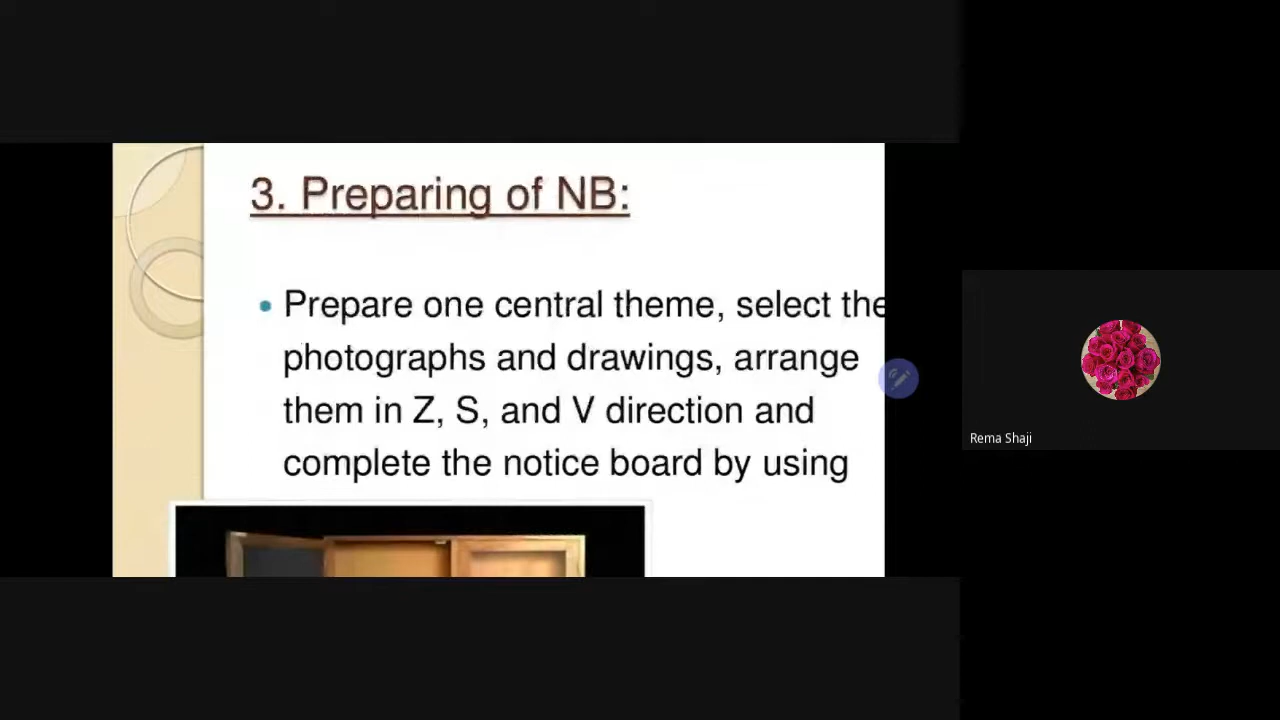 3. Preparing of NB:
Prepare one central theme, select the
photographs and drawings, arrange
them in Z, S, and V direction and
complete the notice board by using
Rema Shaji